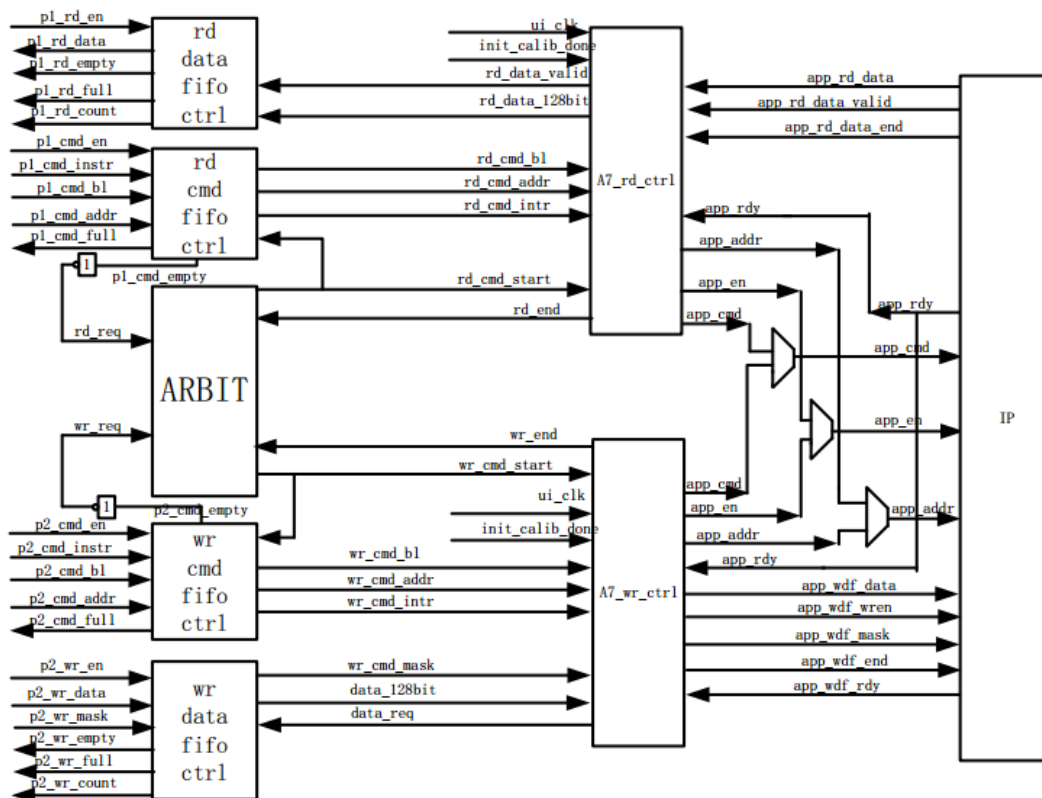 p1_rd_en
p1_rd_data
p1_rd_empty
p1_rd_full
p1_rd_count
rd
data
fifo
ctrl
ui_clk
init_calib_done
rd_data_valid
rd_data_128bit
app_rd_data
app_rd_data_valid
app_rd_data_end
p1_cmd_en
p1_cmd_instr
p1_cmd_bl
p1_cmd_addr
p1_cmd_full
rd
cmd
fifo
ctrl
rd_cmd_bl
rd_cmd_addr
rd_cmd_intr
A7_rd_ctrl
app_rdy
app_addr
1
p1_cmd_empty
rd_cmd_start
app_en
rd_end
app_cmd
app_rdy
rd_req
app_cmd
ARBIT
IP
wr_req
wr_end
app_en
wr_cmd_start
app_cmd
ui_clk
app_en
1
p2_cmd_empty
app_addr
init_calib_done
app_addr
p2_cmd_en
p2_cmd_instr
p2_cmd_bl
p2_cmd_addr
p2_cmd_full
wr
cmd
fifo
ctrl
wr_cmd_bl
wr_cmd_addr
wr_cmd_intr
app_rdy
A7_wr_ctrl
app_wdf_data
app_wdf_wren
app_wdf_mask
app_wdf_end
app_wdf_rdy
p2_wr_en
p2_wr_data
p2_wr_mask
p2_wr_empty
p2_wr_full
p2_wr_count
wr
data
fifo
ctrl
wr_cmd_mask
data_128bit
data_req